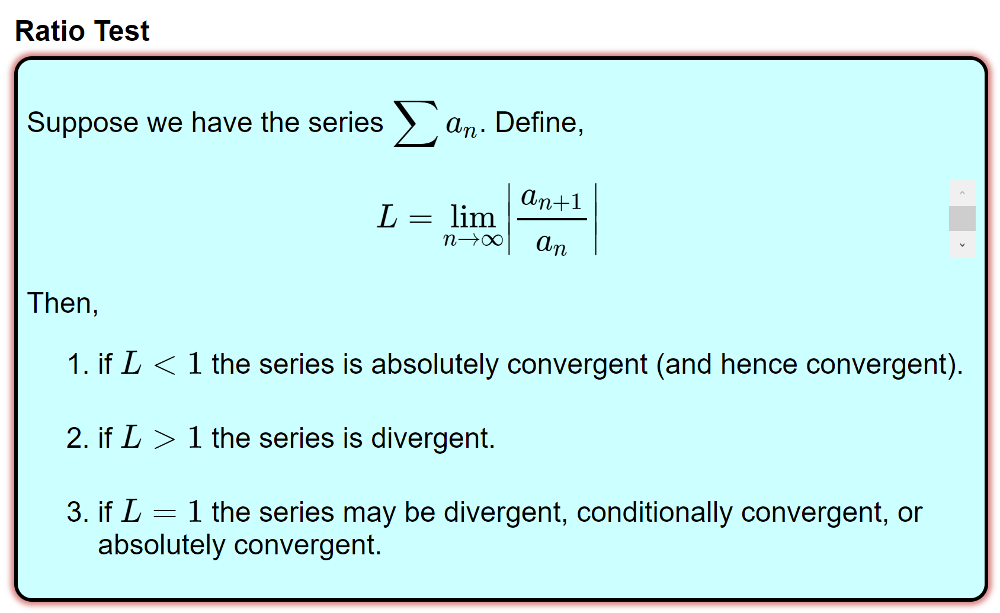 Ratio Test
Suppose we have the series $\sum a_n$. Define,
$L = \lim_{n \to \infty} \left| \frac{a_{n+1}}{a_n} \right|$
Then,
1. if $L < 1$ the series is absolutely convergent (and hence convergent).
2. if $L > 1$ the series is divergent.
3. if $L = 1$ the series may be divergent, conditionally convergent, or
absolutely convergent.